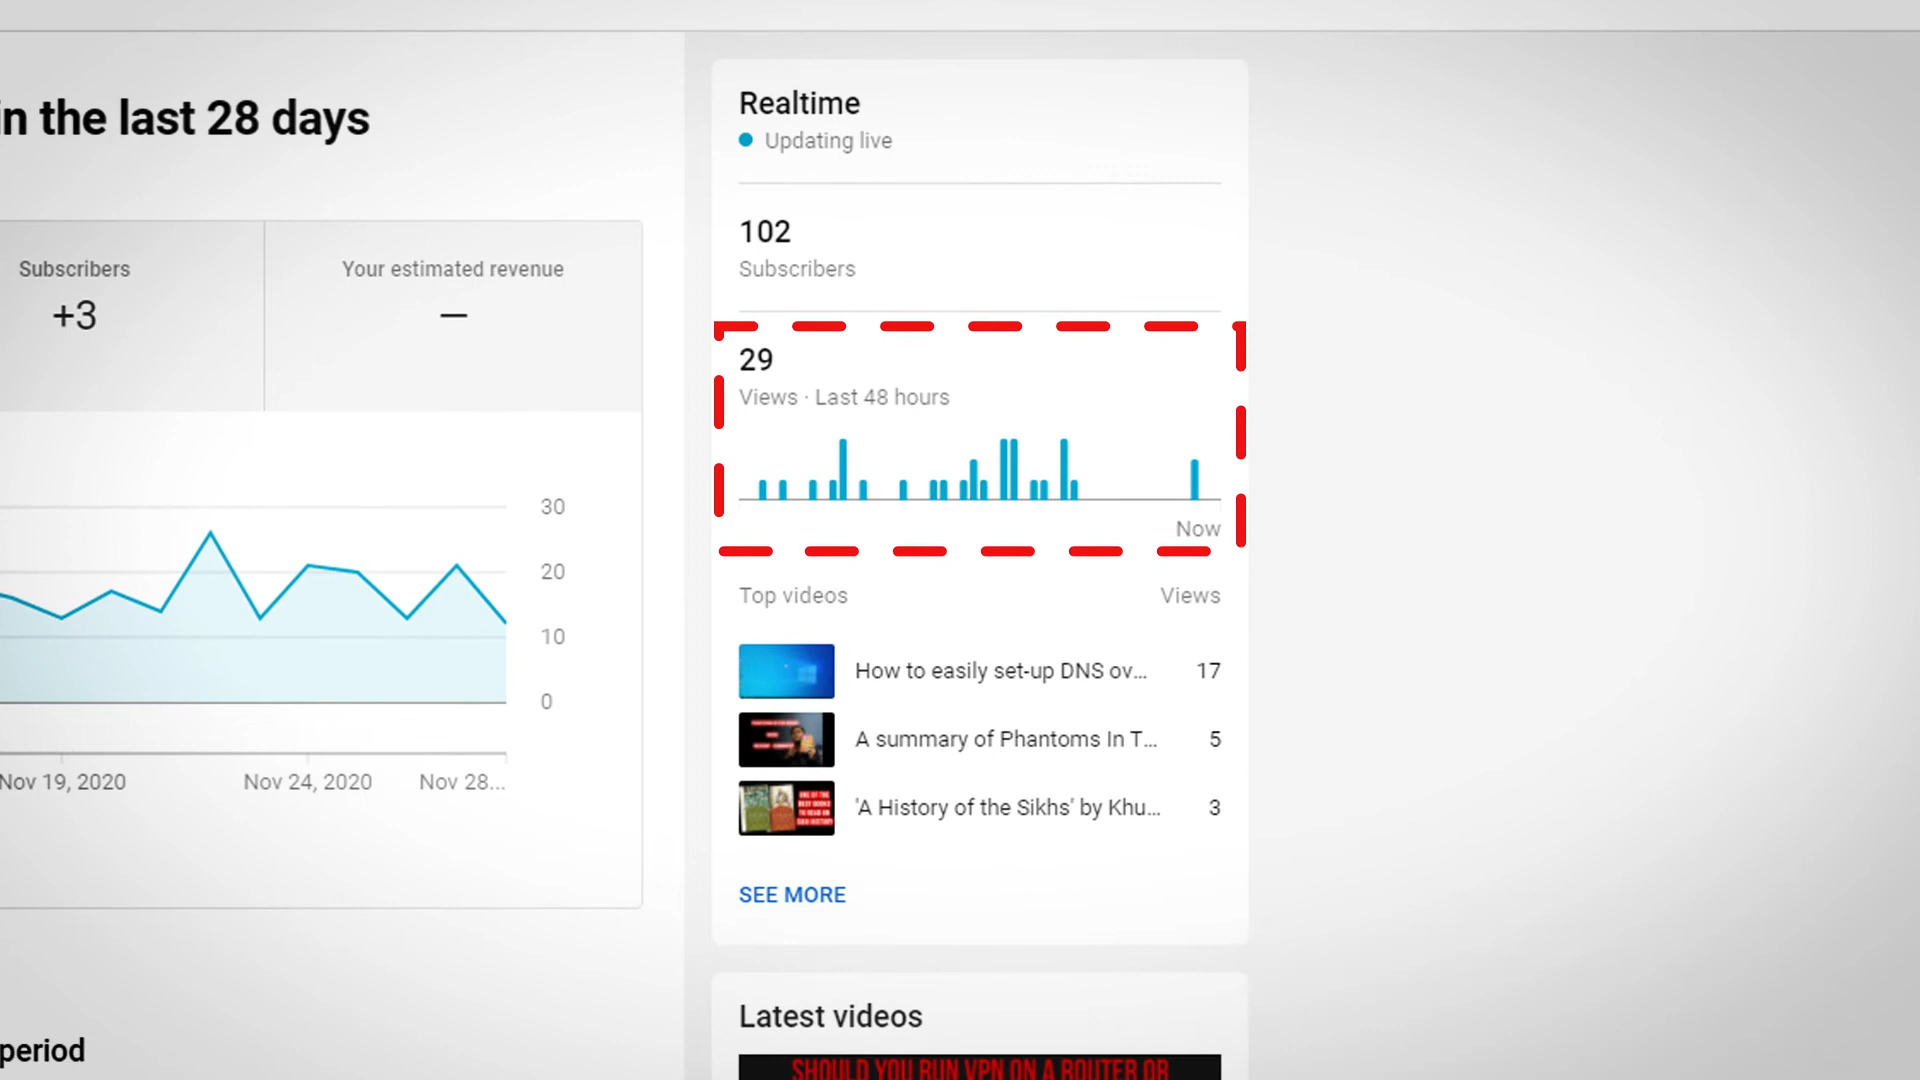 in the last 28 days
Subscribers
+3
Your estimated revenue
—
30
20
10
0
Nov 19, 2020
Nov 24, 2020
Nov 28...
period
Realtime
Updating live
102
Subscribers
29
Views · Last 48 hours
Now
Top videos
Views
How to easily set-up DNS ov...
17
A summary of Phantoms In T...
5
'A History of the Sikhs' by Khu...
3
SEE MORE
Latest videos
SHOULD YOU RUN VPN ON A ROUTER OR